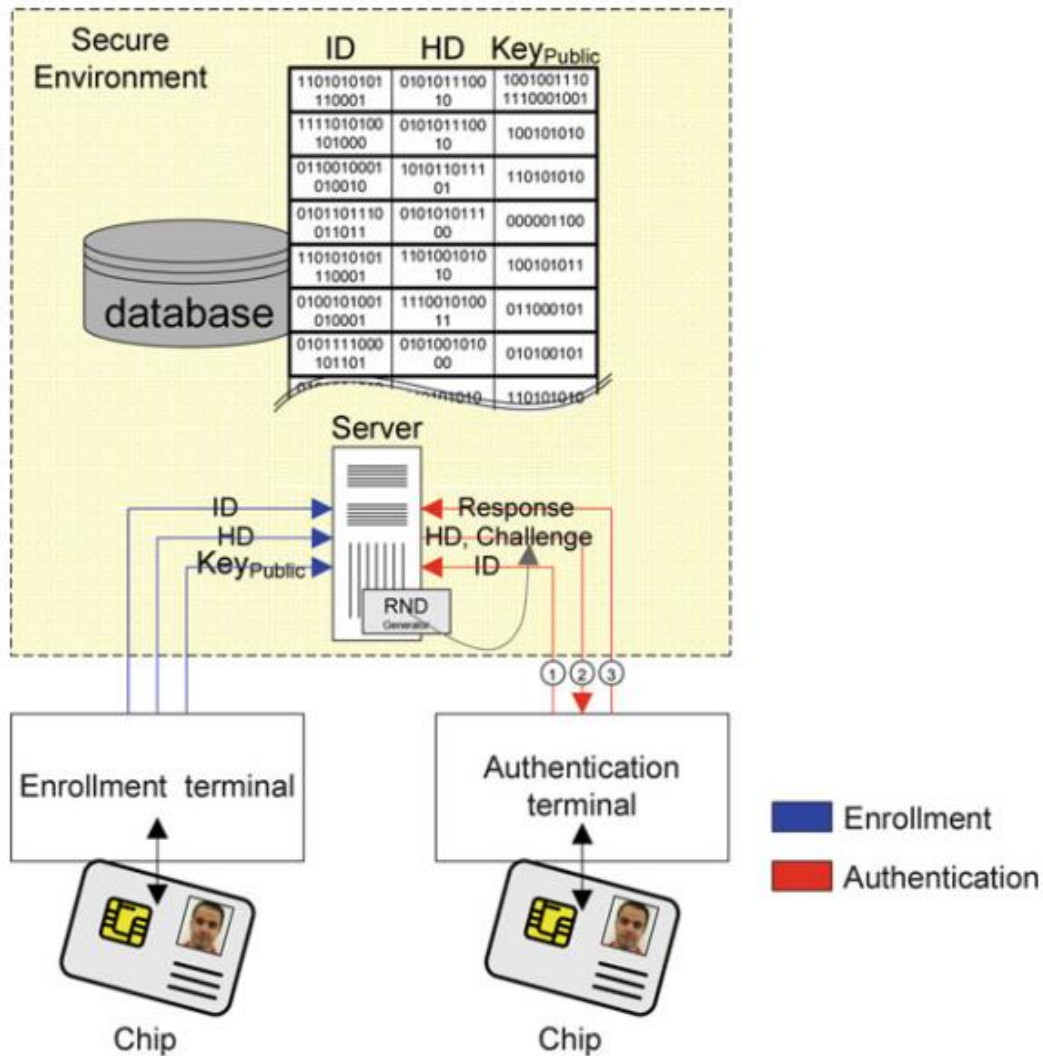 Secure
Environment
ID HD KeyPublic
1101010101 0101011100 1001001110
110001 10 1110001001
1111010100 0101011100 100101010
101000 10
0110010001 1010110111 110101010
010010 01
0101101110 0101010111 000001100
011011 00
1101010101 1101001010 100101011
110001 10
0100101001 1110010100 011000101
010001 11
0101111000 0101001010 010100101
101101 00
110101010
database
Server
ID
HD
KeyPublic
Response
HD, Challenge
ID
RND
Generator
1 2 3
Enrollment terminal
Authentication
terminal
Enrollment
Authentication
Chip
Chip